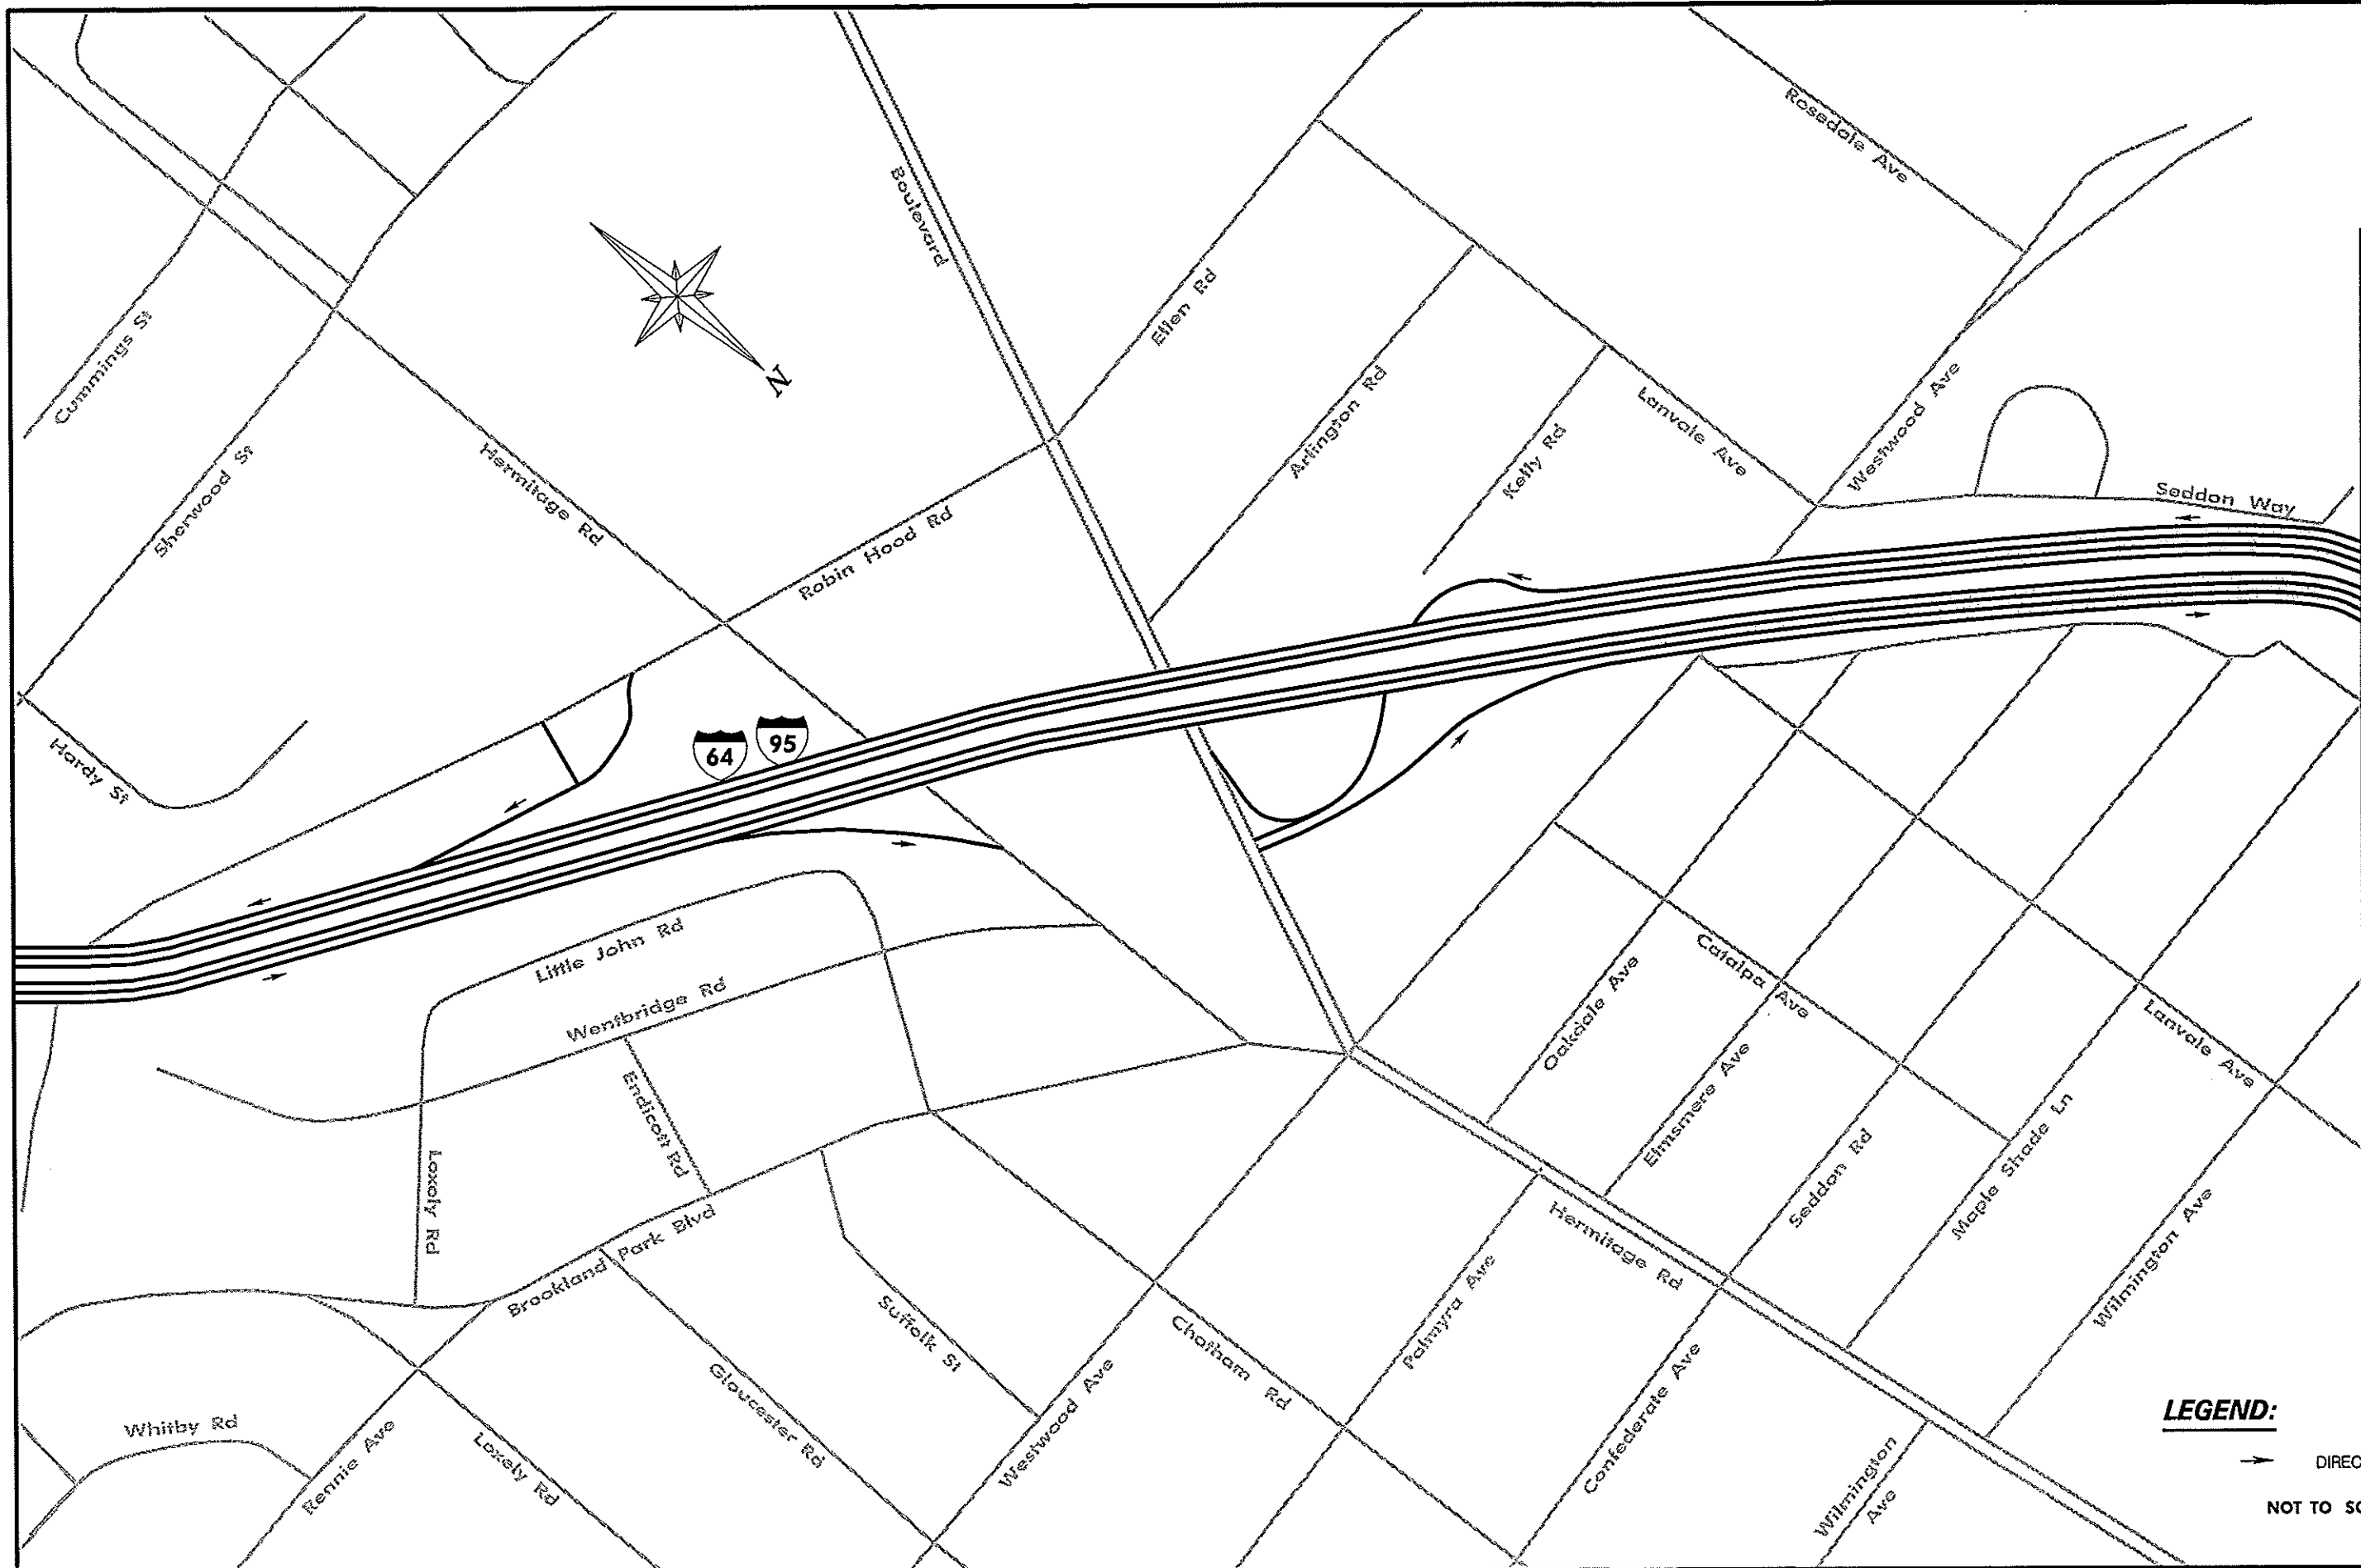 Rosedale Ave
Boulevard
Cummings St
Ellen Rd
N
Arlington Rd
Lanvale Ave
Westwood Ave
Kelly Rd
Sherwood St
Hermitage Rd
Seddon Way
Robin Hood Rd
Hardy St
64
95
Little John Rd
Wentbridge Rd
Oakdale Ave
Catalpa Ave
Lanvale Ave
Endicott Rd
Elmsmere Ave
Loxely Rd
Seddon Rd
Maple Shade Ln
Brookland Park Blvd
Hermitage Rd
Wilmington Ave
Suffolk St
Palmyra Ave
Chatham Rd
Gloucester Rd
Westwood Ave
Confederate Ave
Whitby Rd
Rennie Ave
Loxely Rd
Wilmington
Ave
LEGEND:
DIREC
NOT TO SC